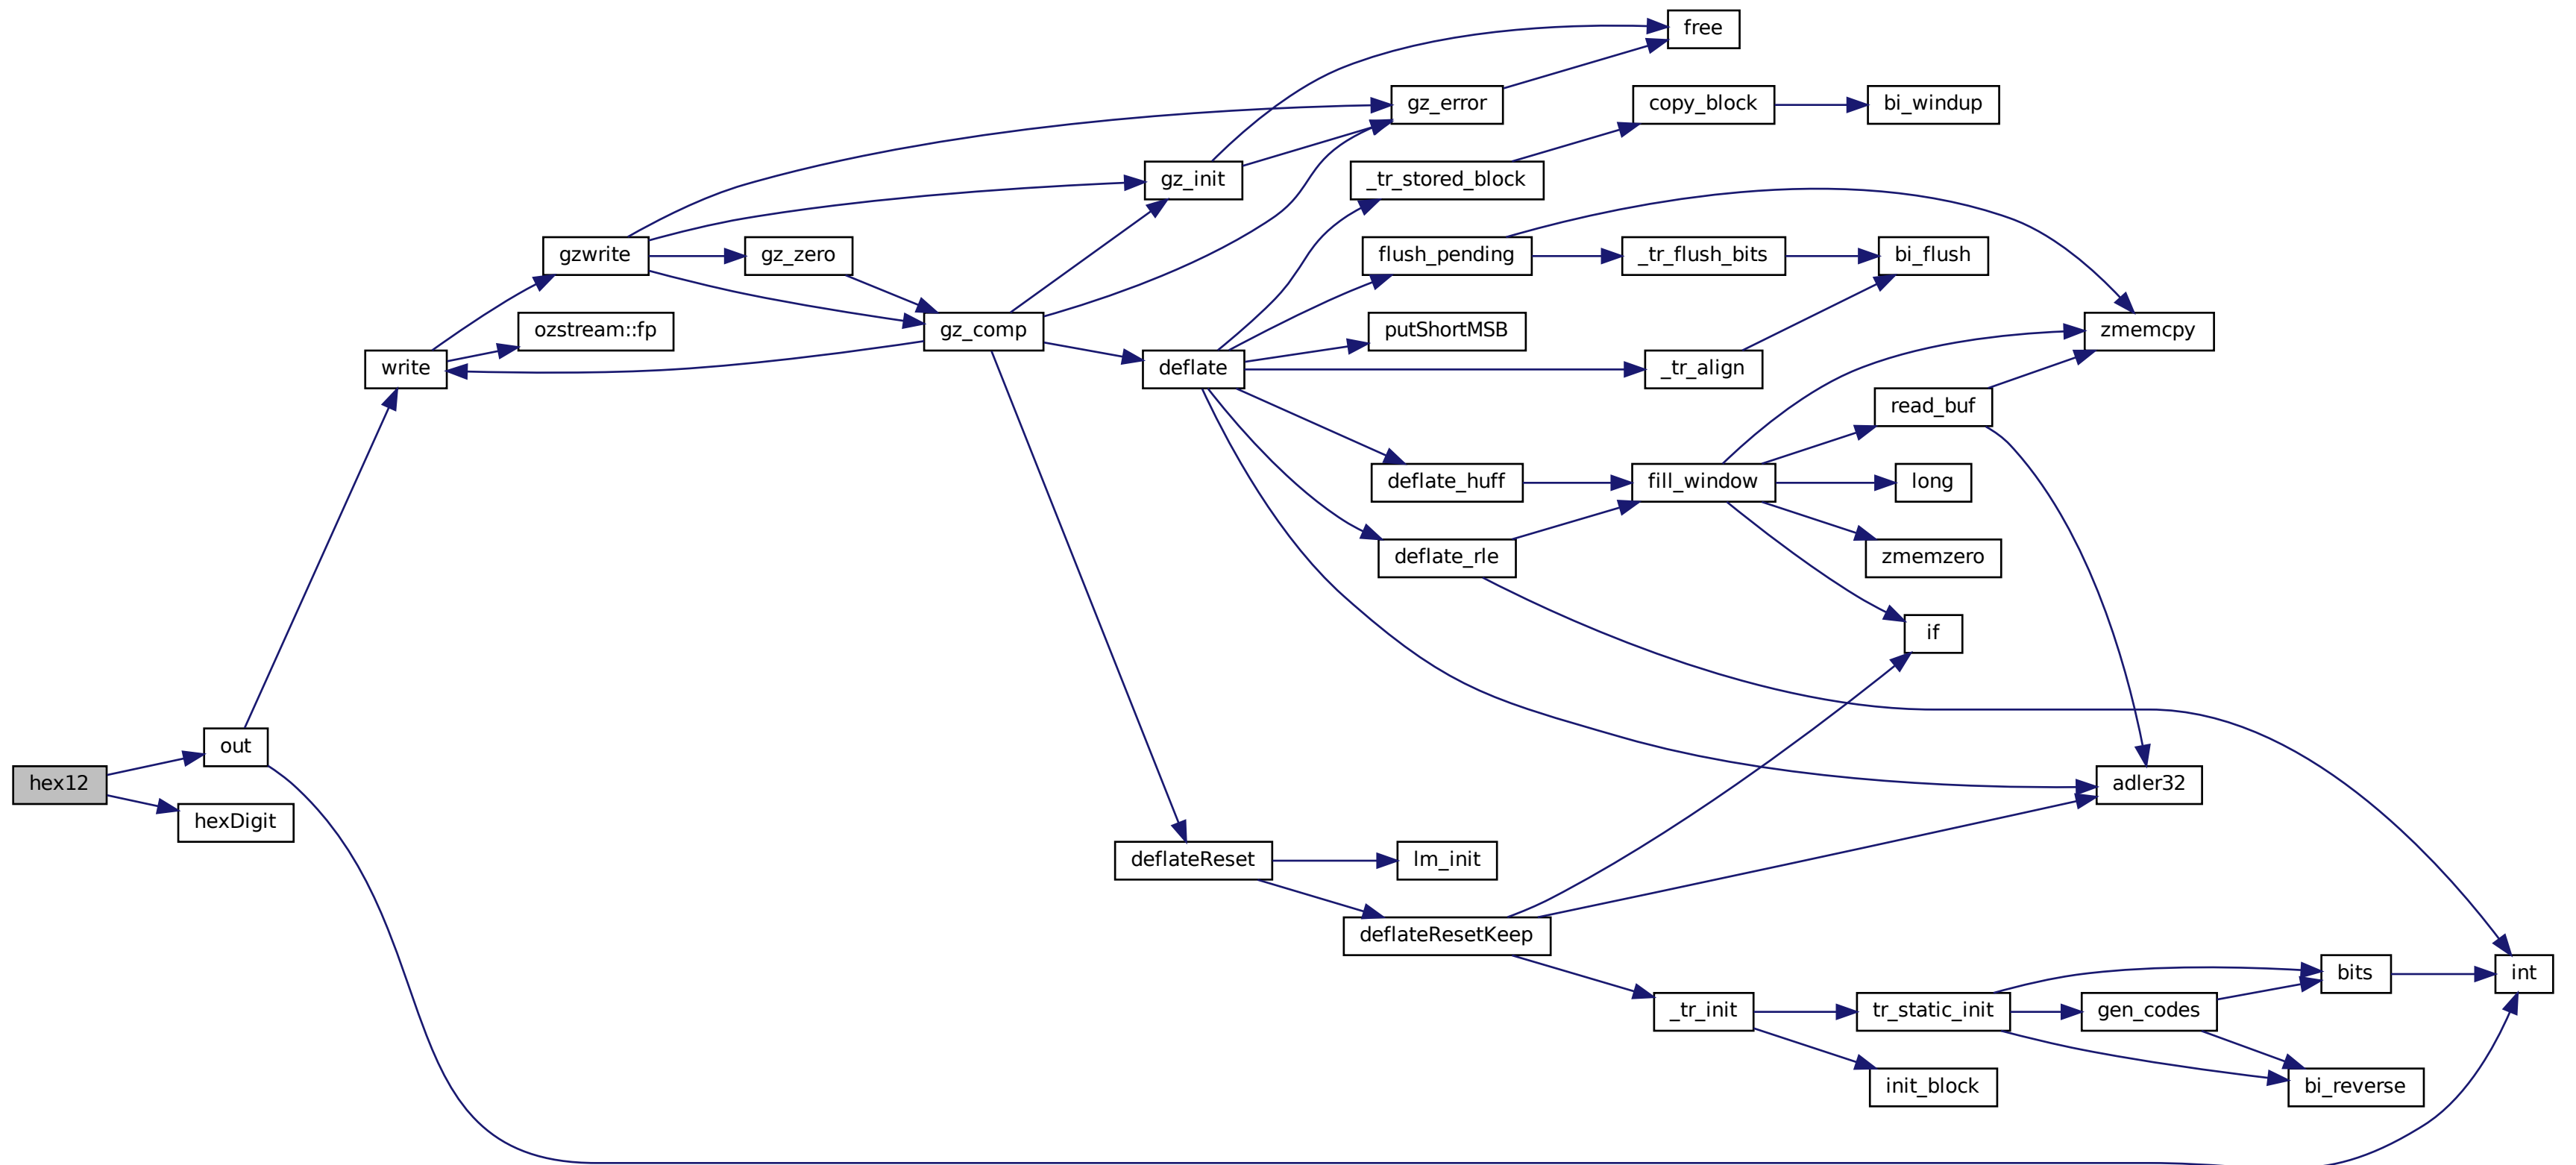 free
gz_error
copy_block
bi_windup
gz_init
_tr_stored_block
gzwrite
gz_zero
flush_pending
_tr_flush_bits
bi_flush
ozstream::fp
gz_comp
putShortMSB
zmemcpy
write
deflate
_tr_align
read_buf
deflate_huff
fill_window
long
deflate_rle
zmemzero
if
out
hex12
adler32
hexDigit
deflateReset
lm_init
deflateResetKeep
bits
int
_tr_init
tr_static_init
gen_codes
init_block
bi_reverse